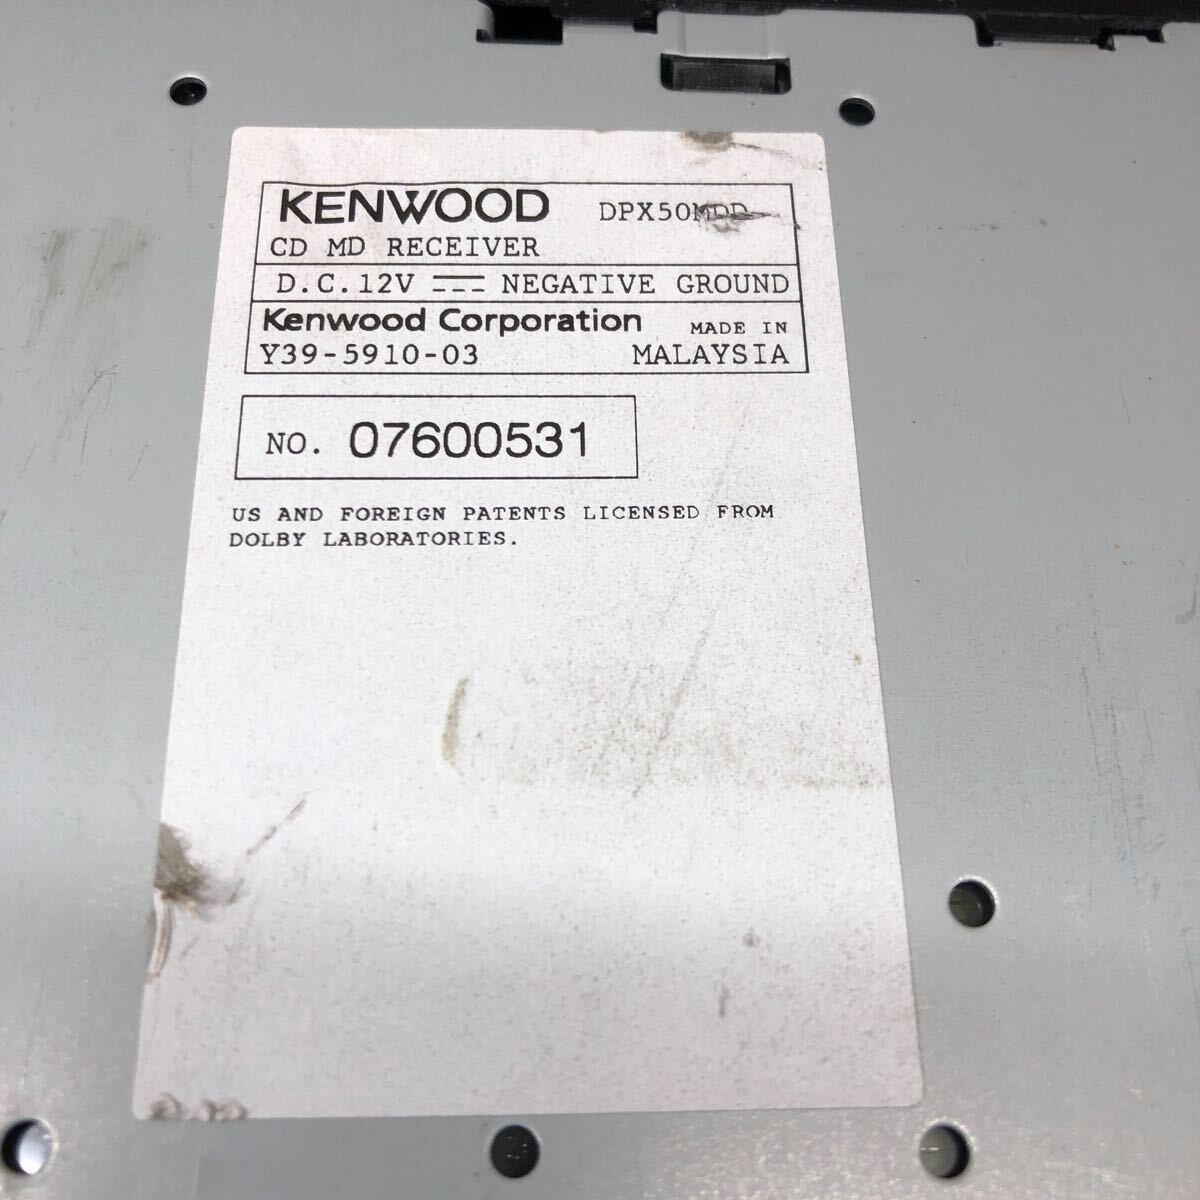 KENWOOD DPX50MDD
CD MD RECEIVER
D.C.12V NEGATIVE GROUND
Kenwood Corporation MADE IN
Y39-5910-03 MALAYSIA
NO. 07600531
US AND FOREIGN PATENTS LICENSED FROM
DOLBY LABORATORIES.